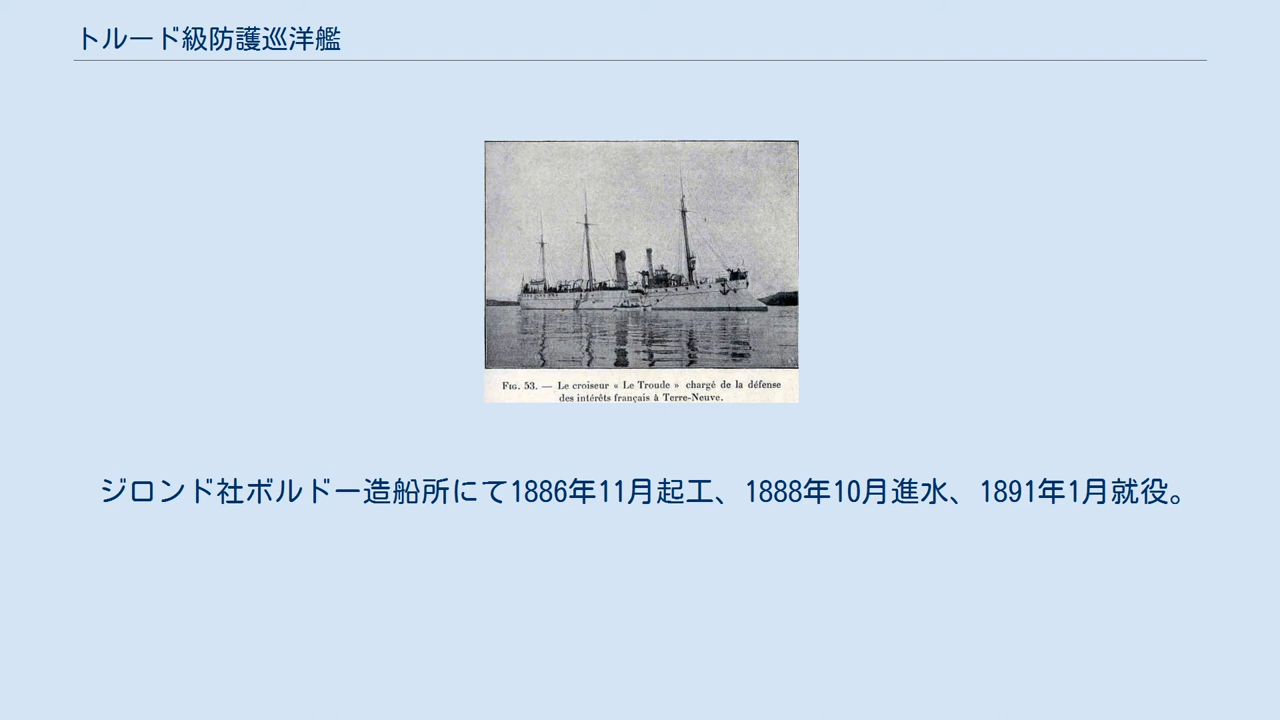 トルード級防護巡洋艦
Fig. 53. — Le croiseur « Le Troude » chargé de la défense
des intérêts français à Terre-Neuve.
ジロンド社ボルドー造船所にて1886年11月起工、1888年10月進水、1891年1月就役。